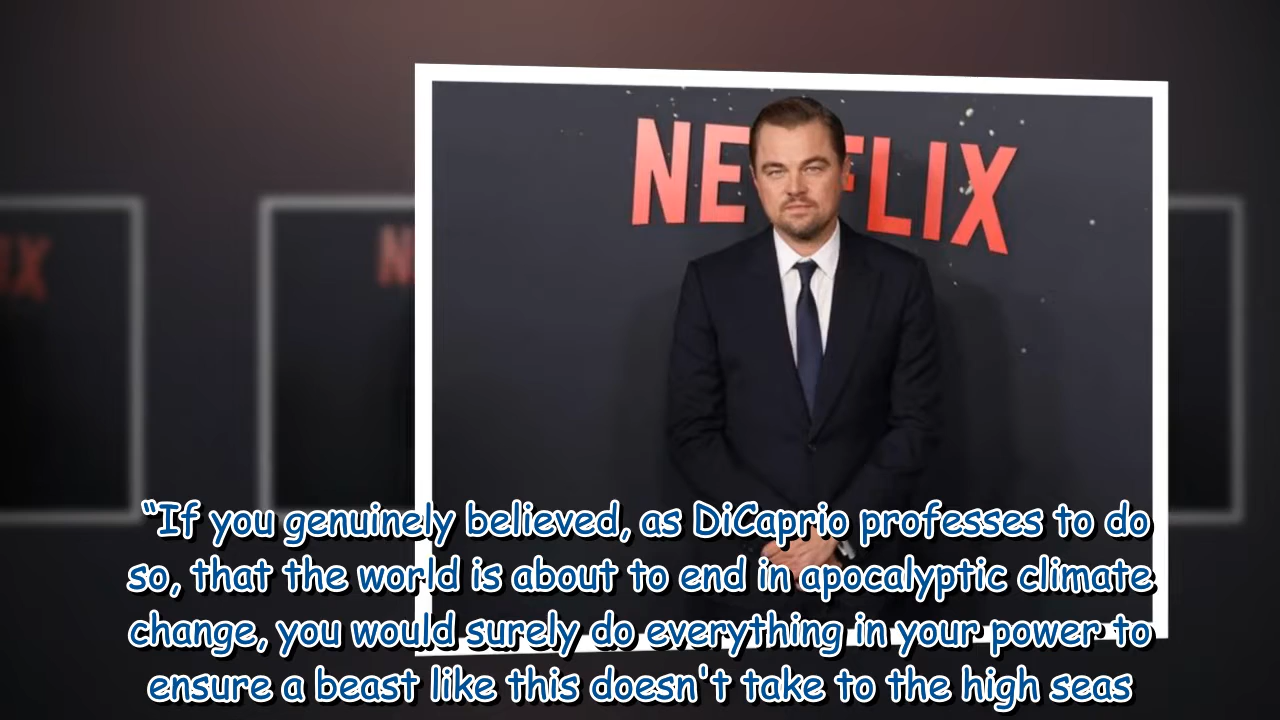 NETFLIX
IX
N
“If you genuinely believed, as DiCaprio professes to do
so, that the world is about to end in apocalyptic climate
change, you would surely do everything in your power to
ensure a beast like this doesn't take to the high seas